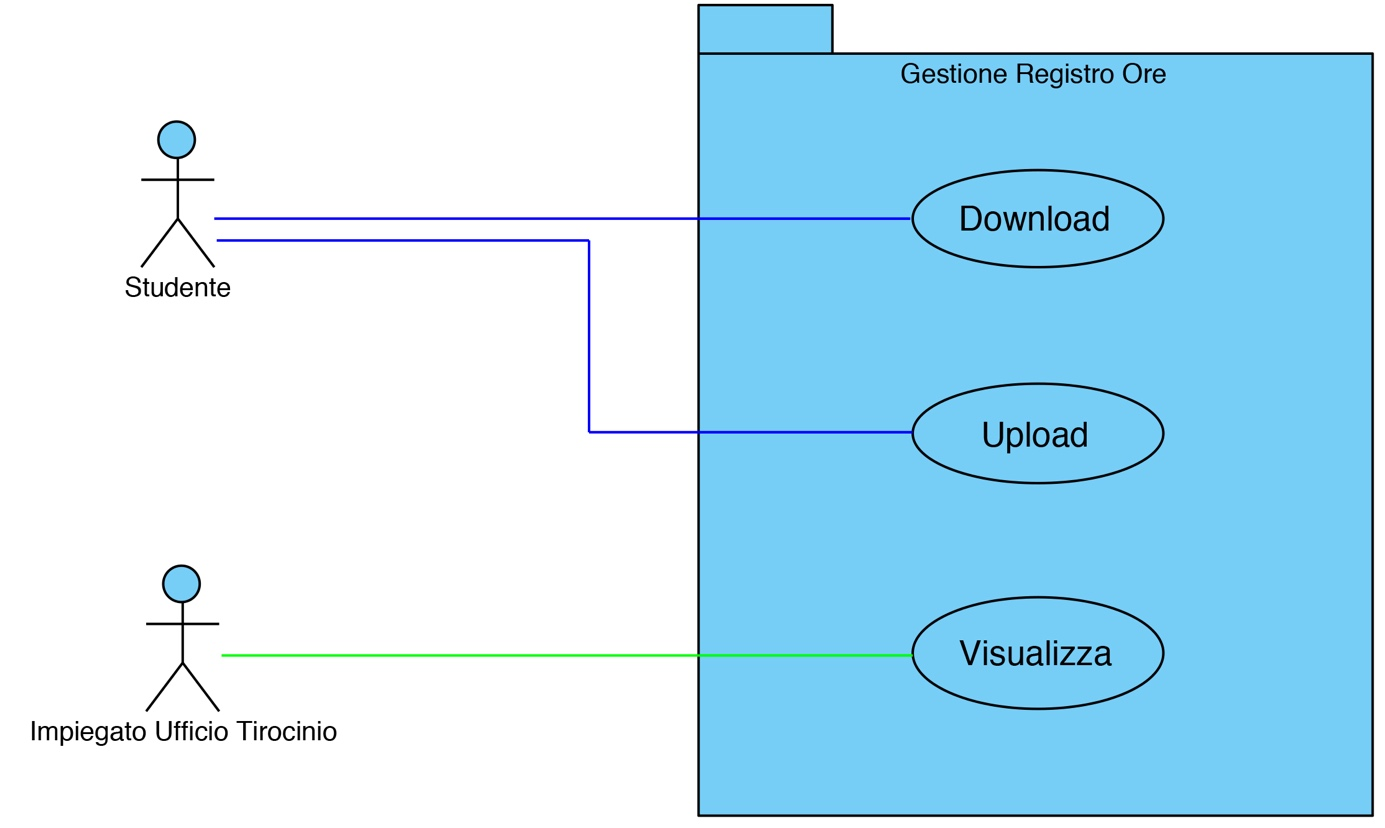 Gestione Registro Ore
Download
Studente
Upload
Visualizza
Impiegato Ufficio Tirocinio